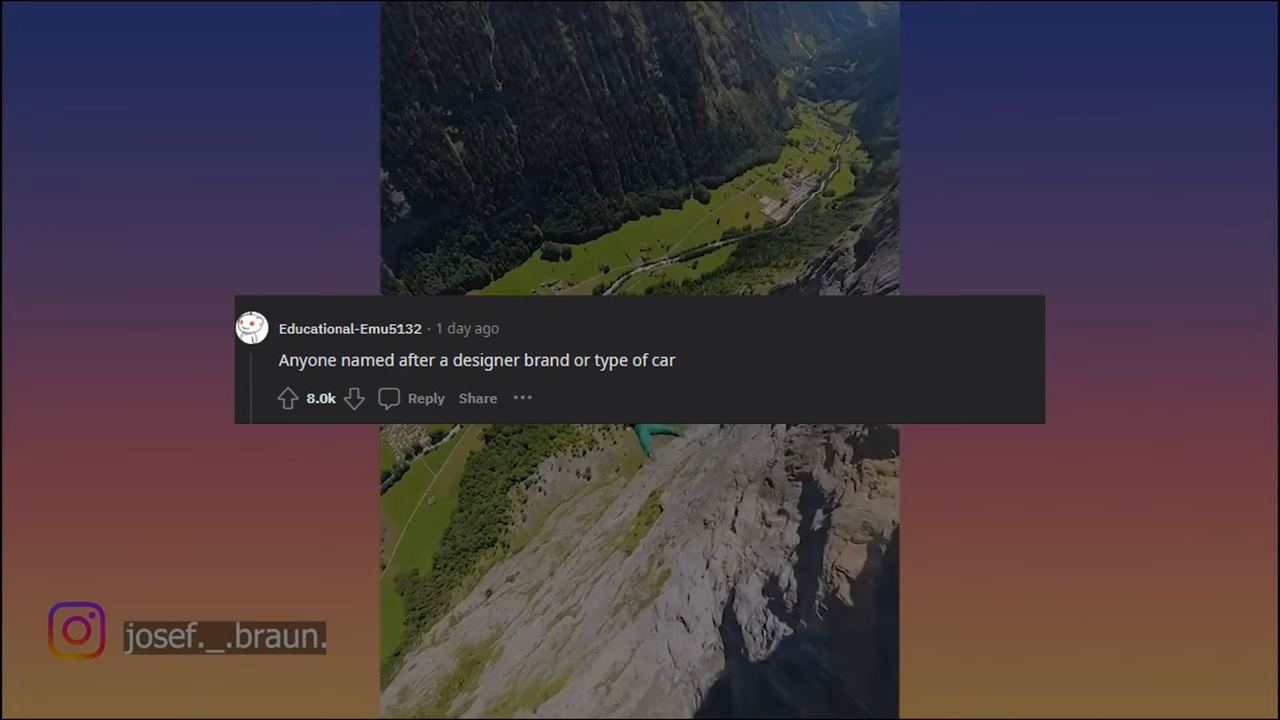 Educational-Emu5132 · 1 day ago
Anyone named after a designer brand or type of car
8.0k Reply Share ···
josef._.braun.